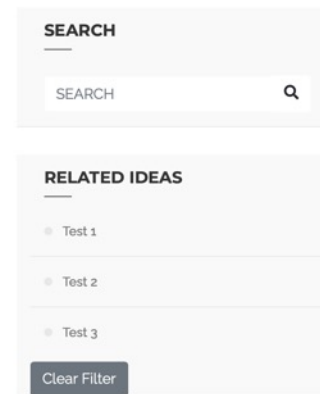 SEARCH
SEARCH
RELATED IDEAS
Test 1
Test 2
Test 3
Clear Filter